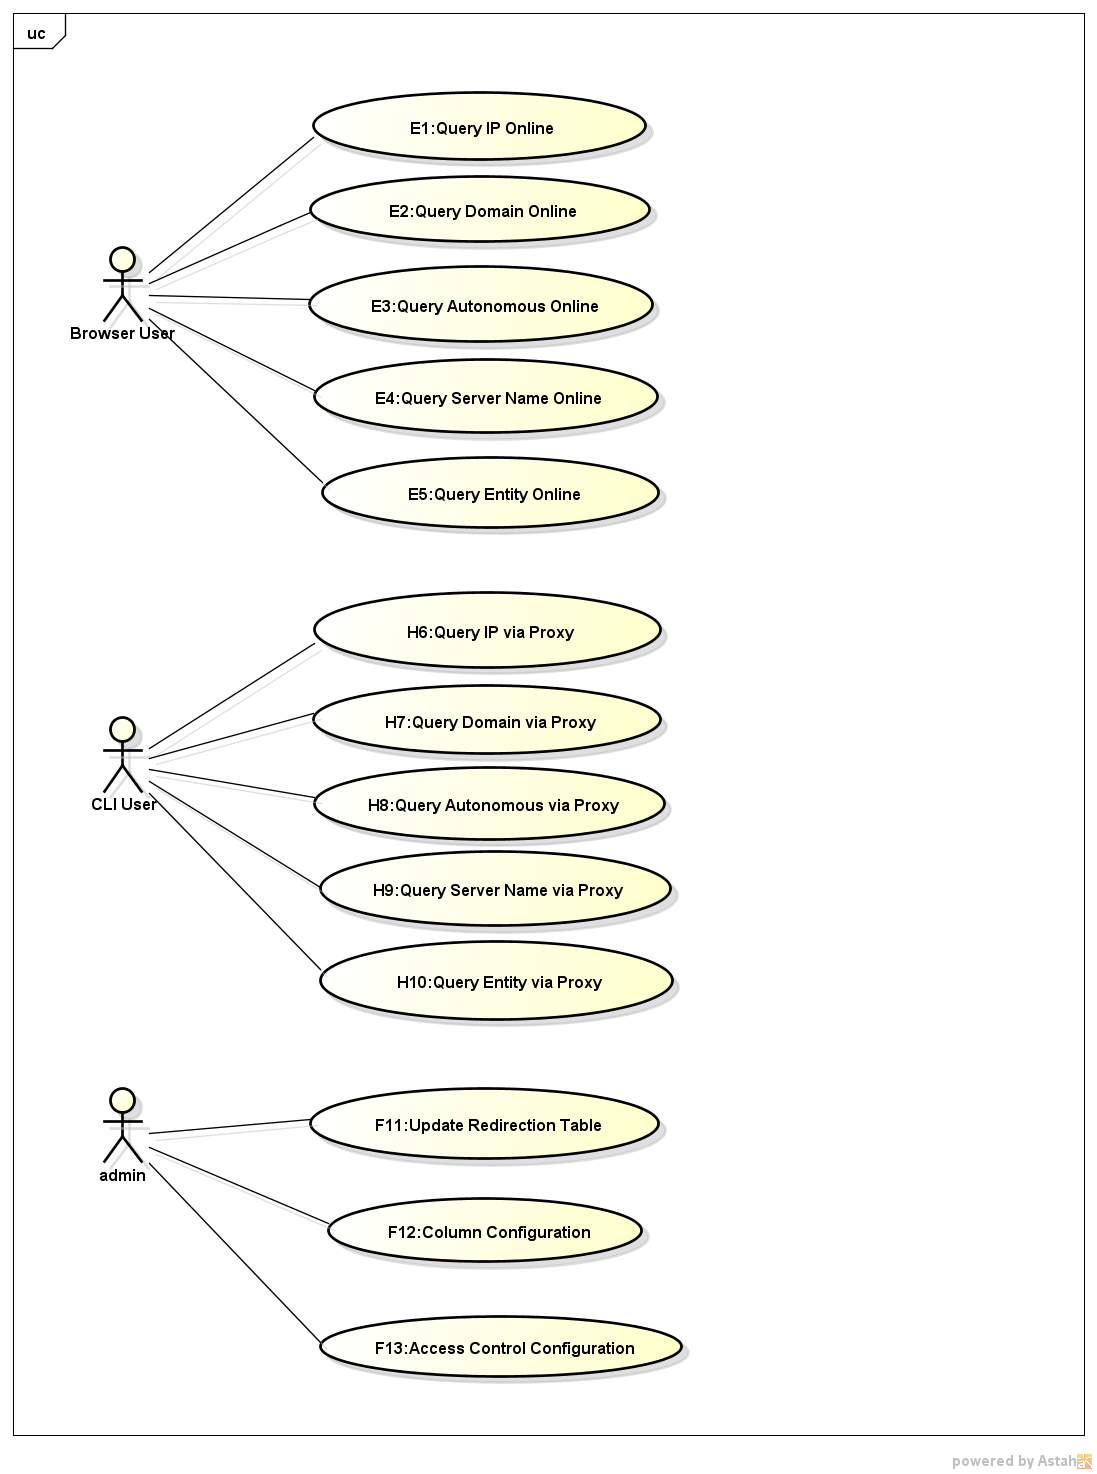 uc
E1:Query IP Online
E2:Query Domain Online
Browser User
E3:Query Autonomous Online
E4:Query Server Name Online
E5:Query Entity Online
H6:Query IP via Proxy
H7:Query Domain via Proxy
CLI User
H8:Query Autonomous via Proxy
H9:Query Server Name via Proxy
H10:Query Entity via Proxy
admin
F11:Update Redirection Table
F12:Column Configuration
F13:Access Control Configuration
powered by Astah